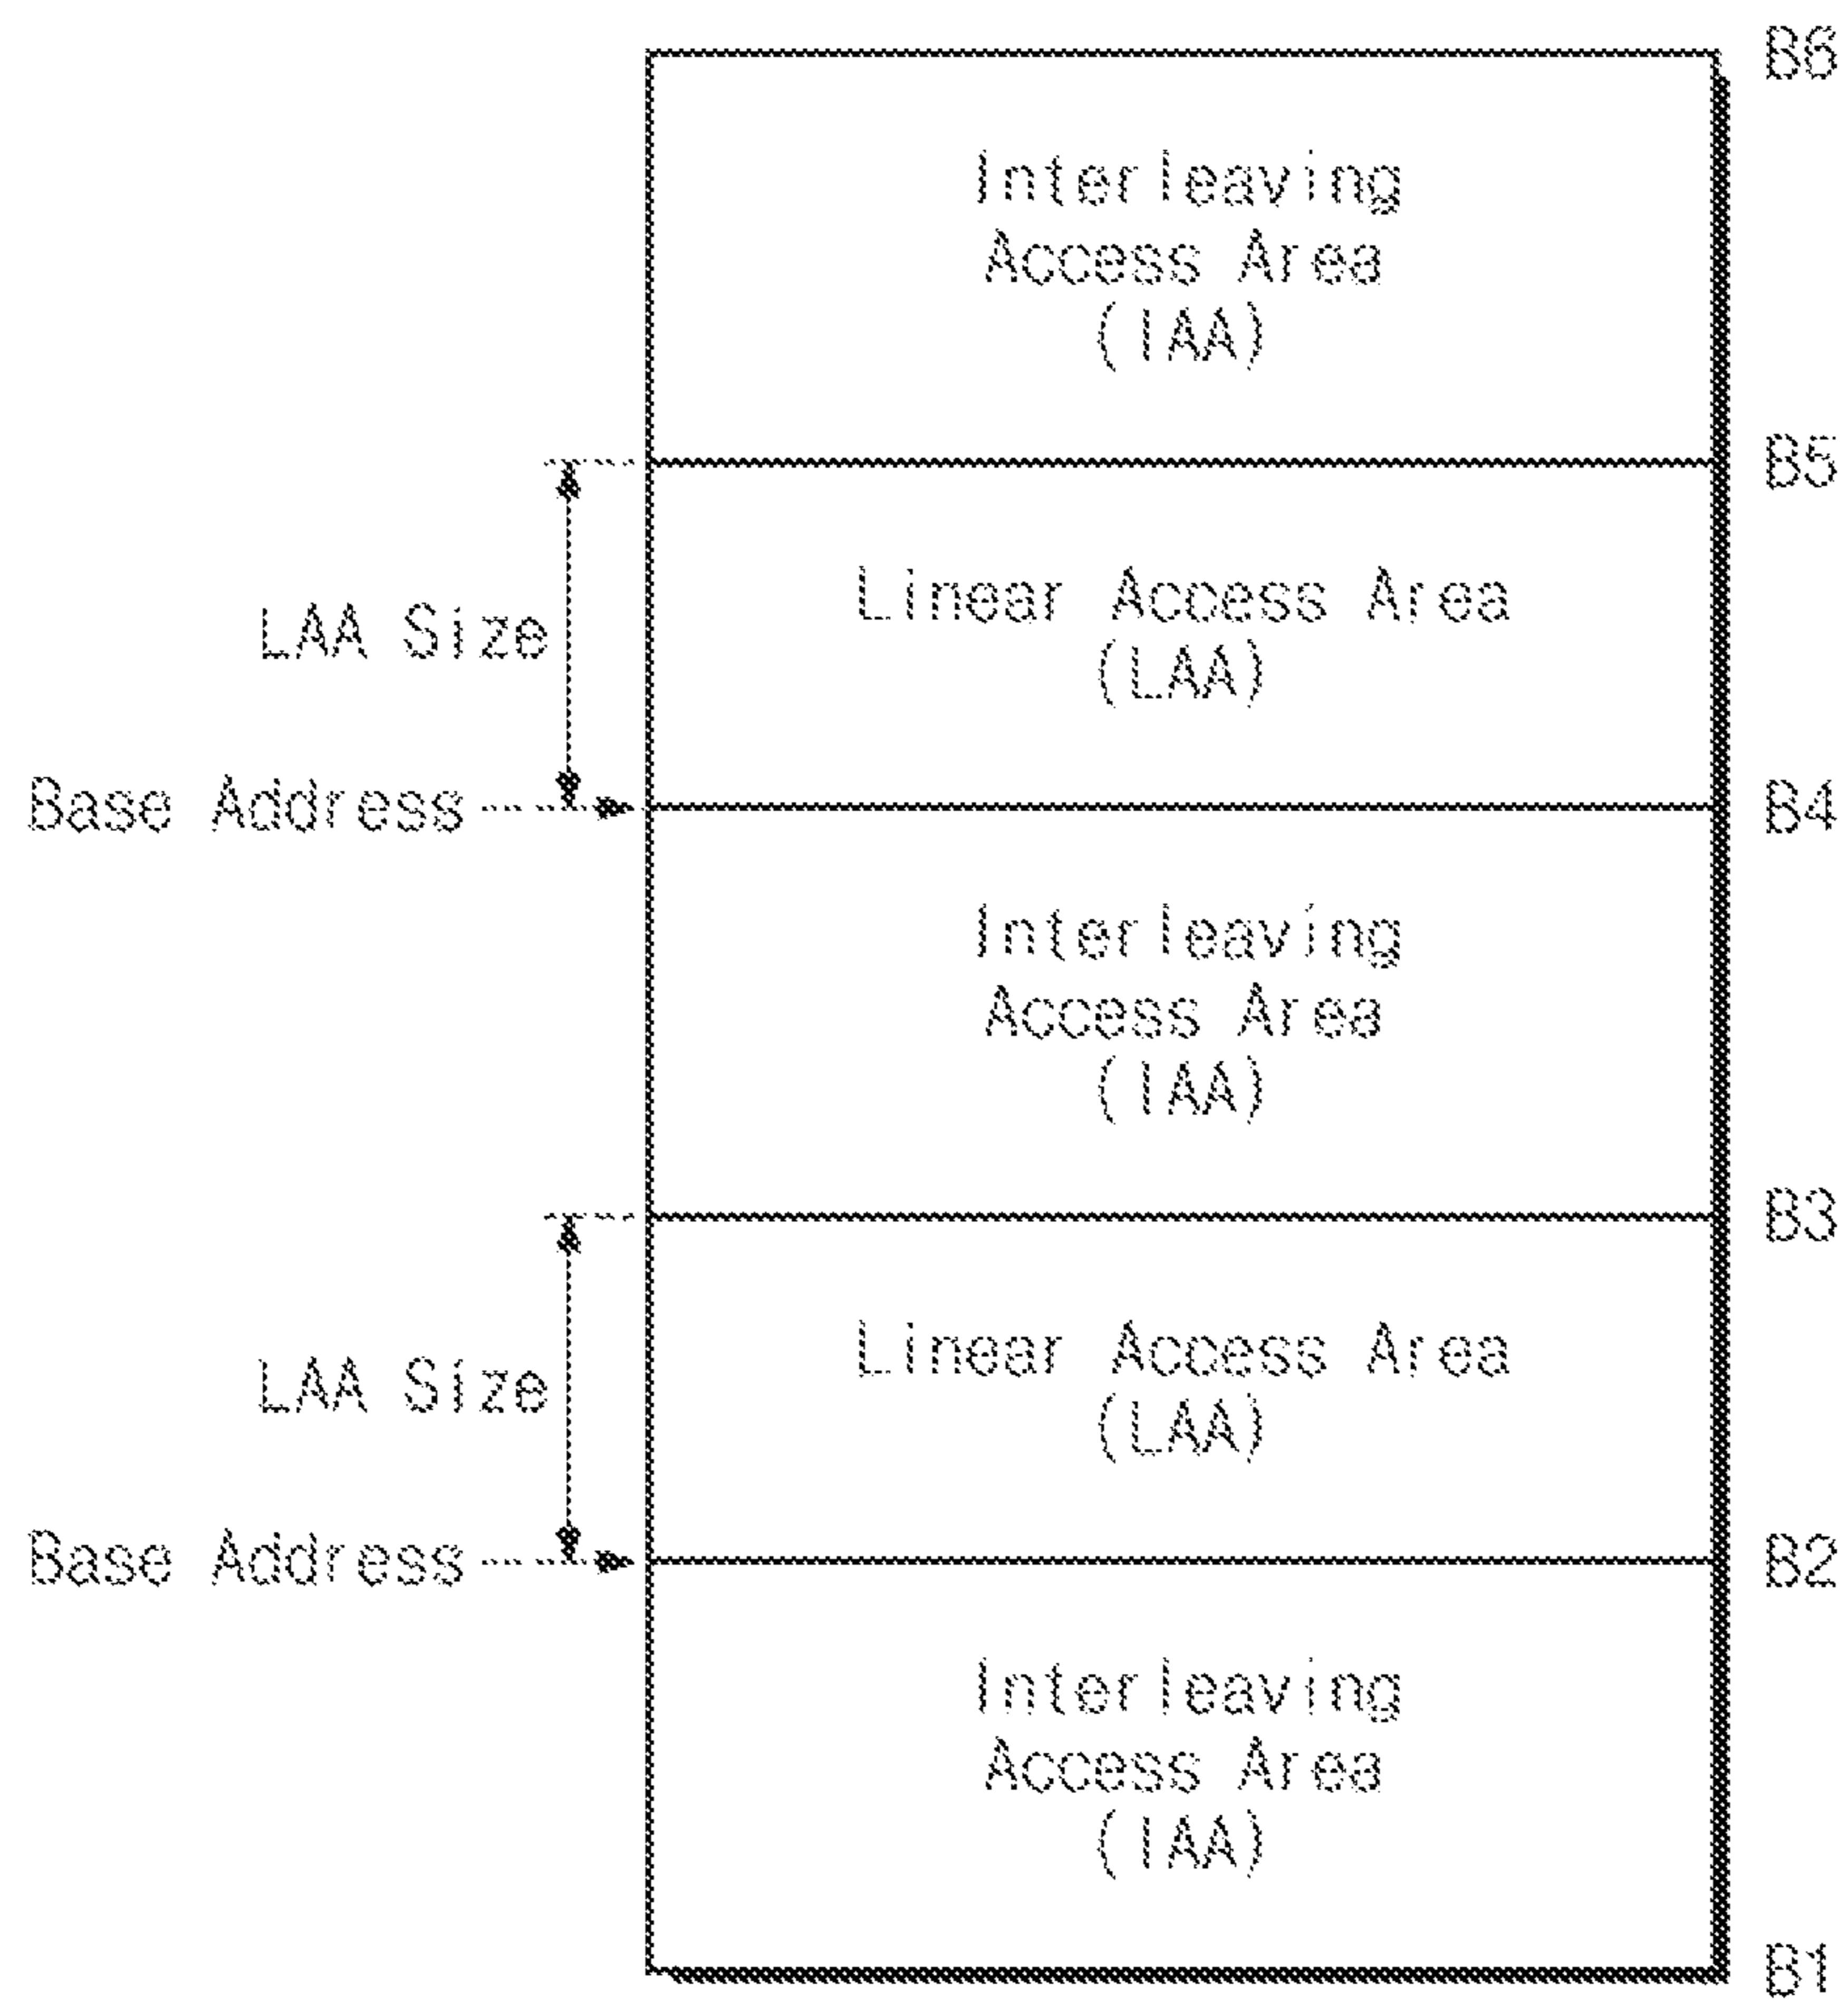 B6
Interleaving
Access Area
(IAA)
B5
Linear Access Area
(LAA)
LAA Size
Base Address
B4
Interleaving
Access Area
(IAA)
B3
Linear Access Area
(LAA)
LAA Size
Base Address
B2
Interleaving
Access Area
(IAA)
B1